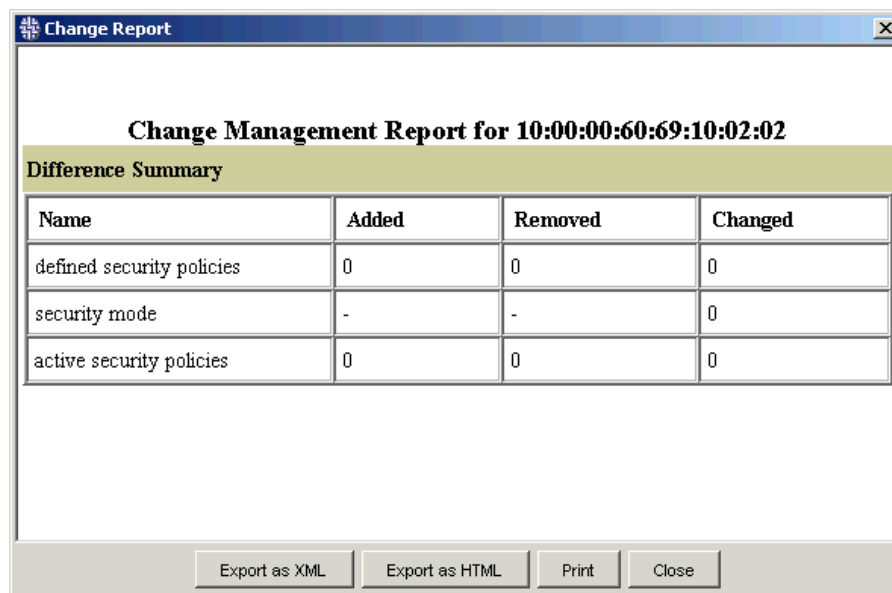 Change Report
Change Management Report for 10:00:00:60:69:10:02:02
Difference Summary
Name Added Removed Changed
defined security policies 0 0 0
security mode - - 0
active security policies 0 0 0
Export as XML Export as HTML Print Close